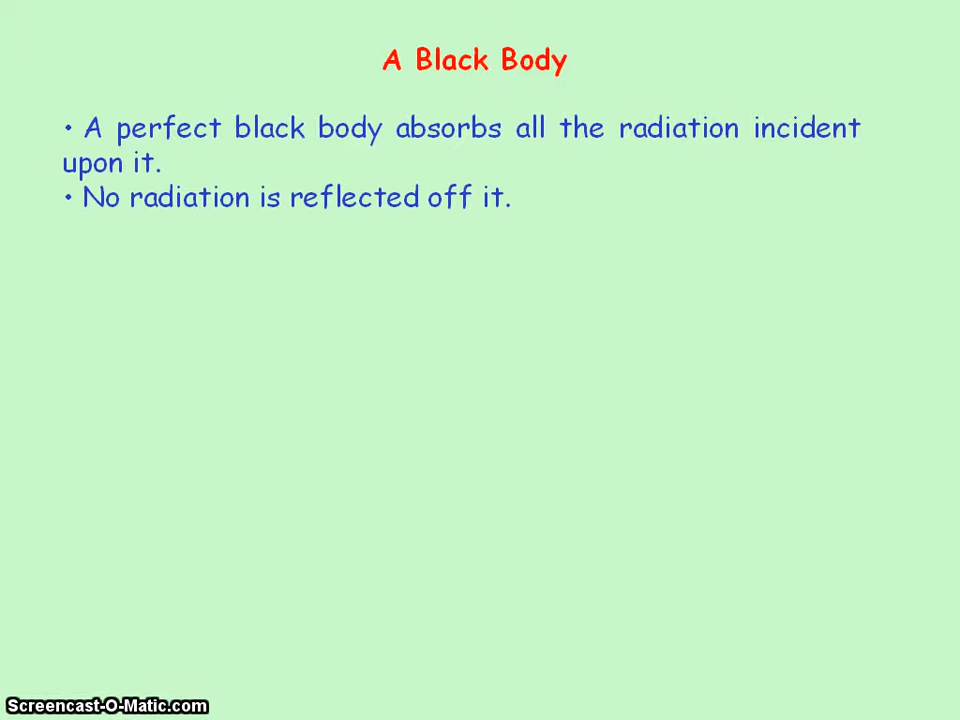 A Black Body
• A perfect black body absorbs all the radiation incident
upon it.
• No radiation is reflected off it.
Screencast-O-Matic.com